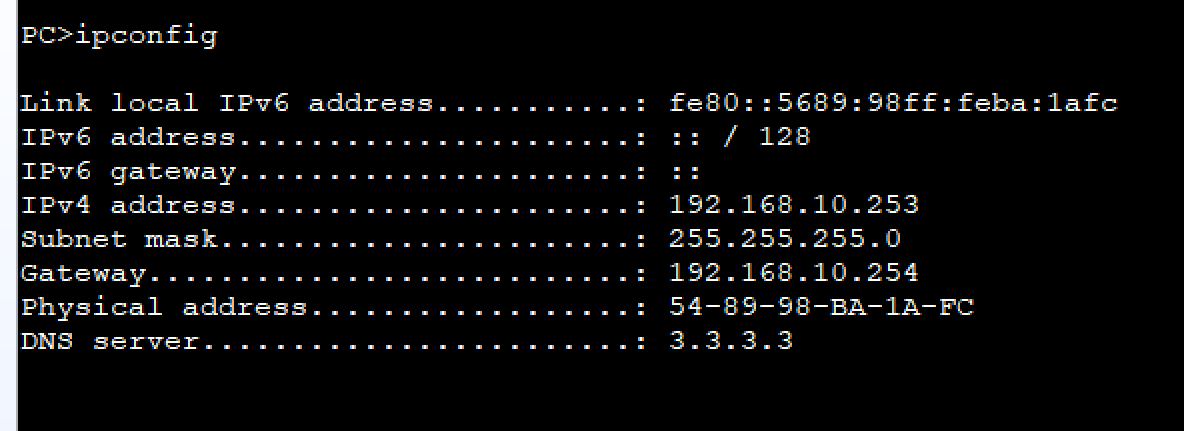 PC>ipconfig
Link local IPv6 address...........: fe80::5689:98ff:feba:1afc
IPv6 address......................: :: / 128
IPv6 gateway......................: ::
IPv4 address......................: 192.168.10.253
Subnet mask.......................: 255.255.255.0
Gateway...........................: 192.168.10.254
Physical address..................: 54-89-98-BA-1A-FC
DNS server........................: 3.3.3.3